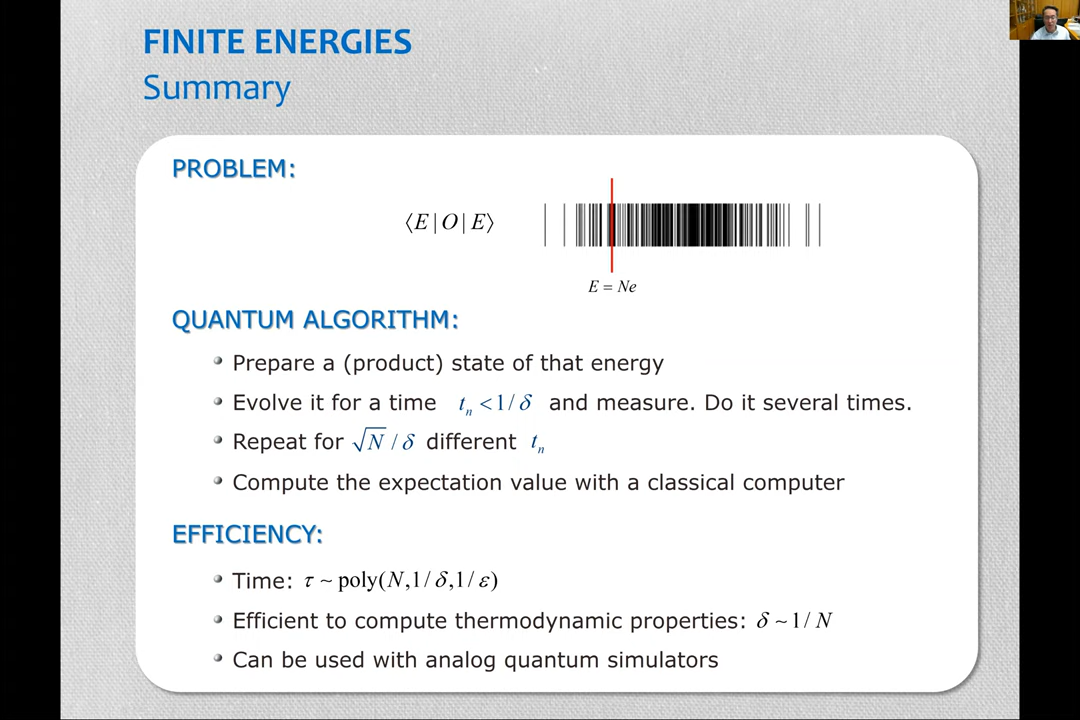 FINITE ENERGIES
Summary
PROBLEM:
⟨E|O|E⟩
E = Ne
QUANTUM ALGORITHM:
Prepare a (product) state of that energy
Evolve it for a time tₙ < 1/δ and measure. Do it several times.
Repeat for √N/δ different tₙ
Compute the expectation value with a classical computer
EFFICIENCY:
Time: τ ~ poly(N,1/δ,1/ε)
Efficient to compute thermodynamic properties: δ ~ 1/N
Can be used with analog quantum simulators